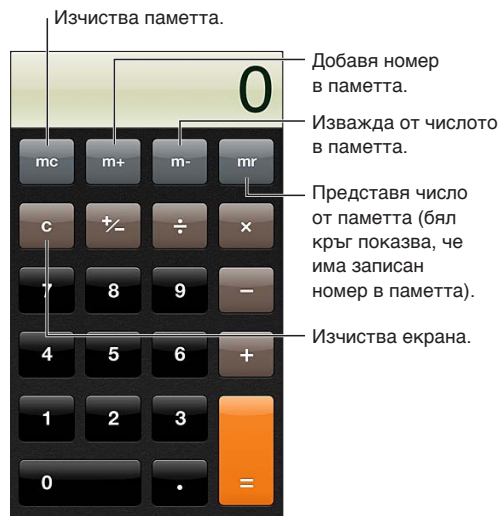 Изчиства паметта.
0
Добавя номер
в паметта.
Изважда от числото
в паметта.
mc m+ m- mr
Представя число
от паметта (бял
кръг показва, че
има записан
номер в паметта).
c +/− ÷ ×
7 8 9 −
Изчиства екрана.
4 5 6 +
1 2 3
0 . =